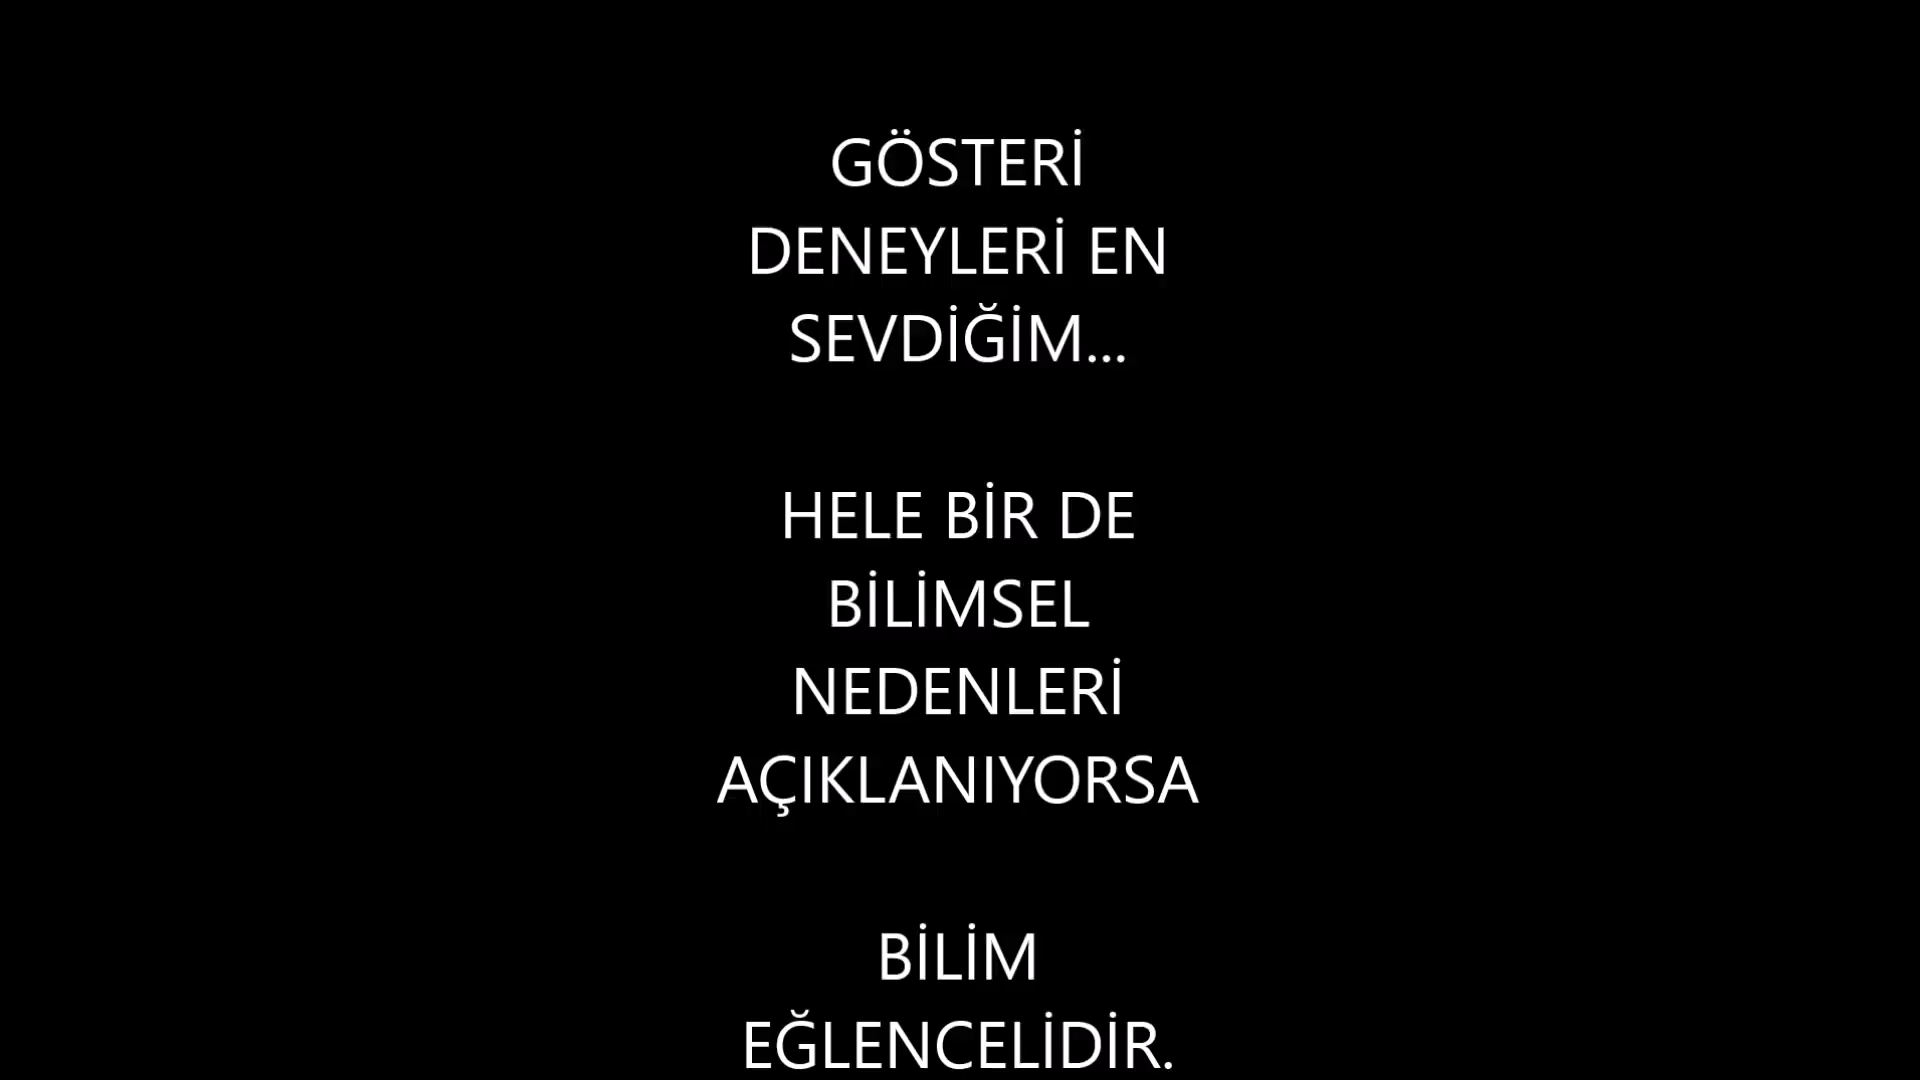 GÖSTERİ
DENEYLERİ EN
SEVDİĞİM...
HELE BİR DE
BİLİMSEL
NEDENLERİ
AÇIKLANIYORSA
BİLİM
EĞLENCELİDİR.